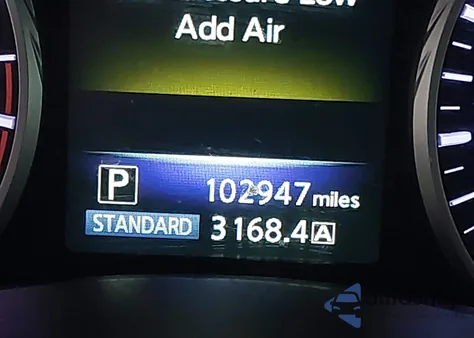 Add Air
P 102947 miles
STANDARD 3168.4 A